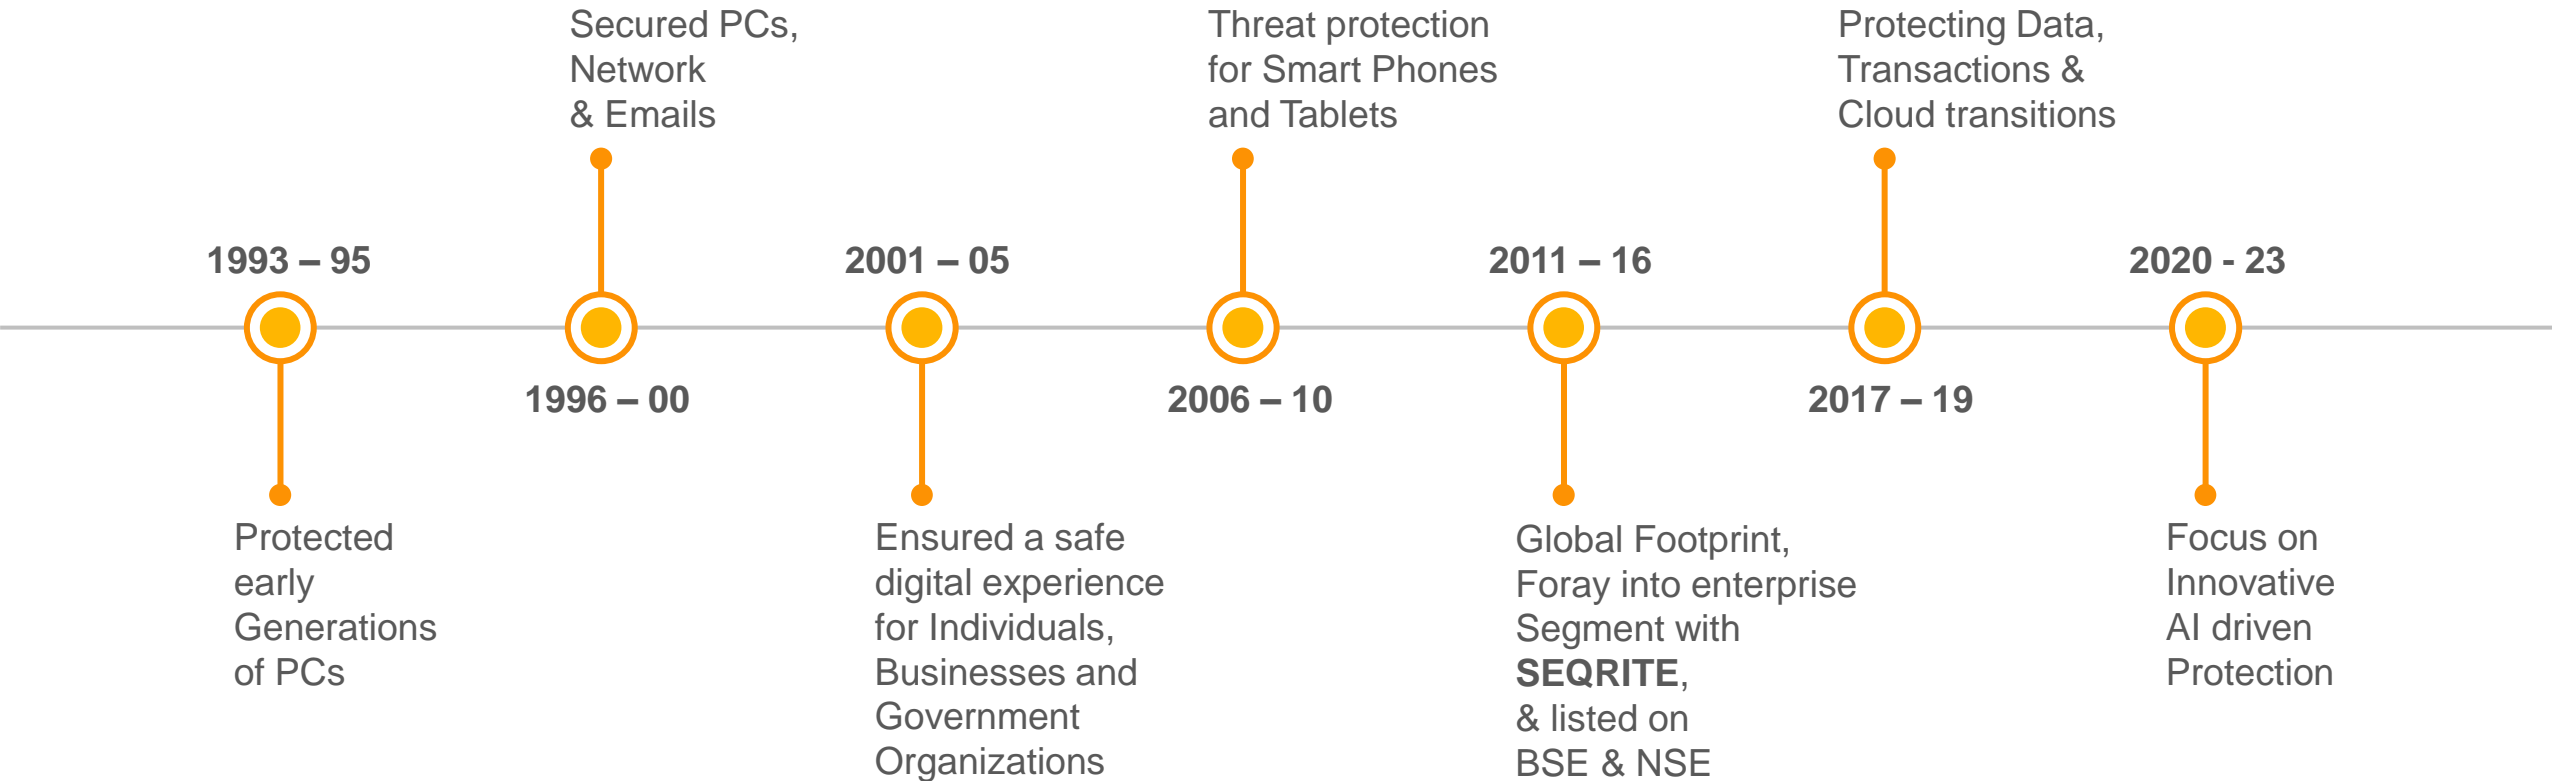 Secured PCs,
Network
& Emails
Threat protection
for Smart Phones
and Tablets
Protecting Data,
Transactions &
Cloud transitions
1993 – 95
2001 – 05
2011 – 16
2020 - 23
1996 – 00
2006 – 10
2017 – 19
Protected
early
Generations
of PCs
Ensured a safe
digital experience
for Individuals,
Businesses and
Government
Organizations
Global Footprint,
Foray into enterprise
Segment with
SEQRITE,
& listed on
BSE & NSE
Focus on
Innovative
AI driven
Protection